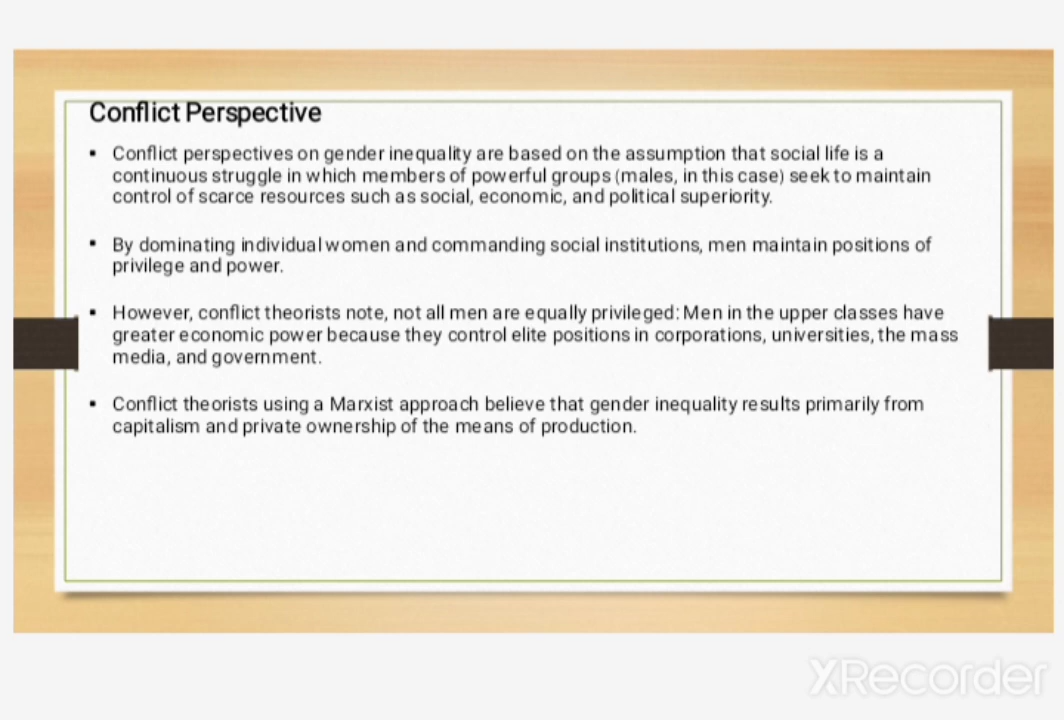 Conflict Perspective
▪ Conflict perspectives on gender inequality are based on the assumption that social life is a
continuous struggle in which members of powerful groups (males, in this case) seek to maintain
control of scarce resources such as social, economic, and political superiority.
▪ By dominating individual women and commanding social institutions, men maintain positions of
privilege and power.
▪ However, conflict theorists note, not all men are equally privileged: Men in the upper classes have
greater economic power because they control elite positions in corporations, universities, the mass
media, and government.
▪ Conflict theorists using a Marxist approach believe that gender inequality results primarily from
capitalism and private ownership of the means of production.
XRecorder